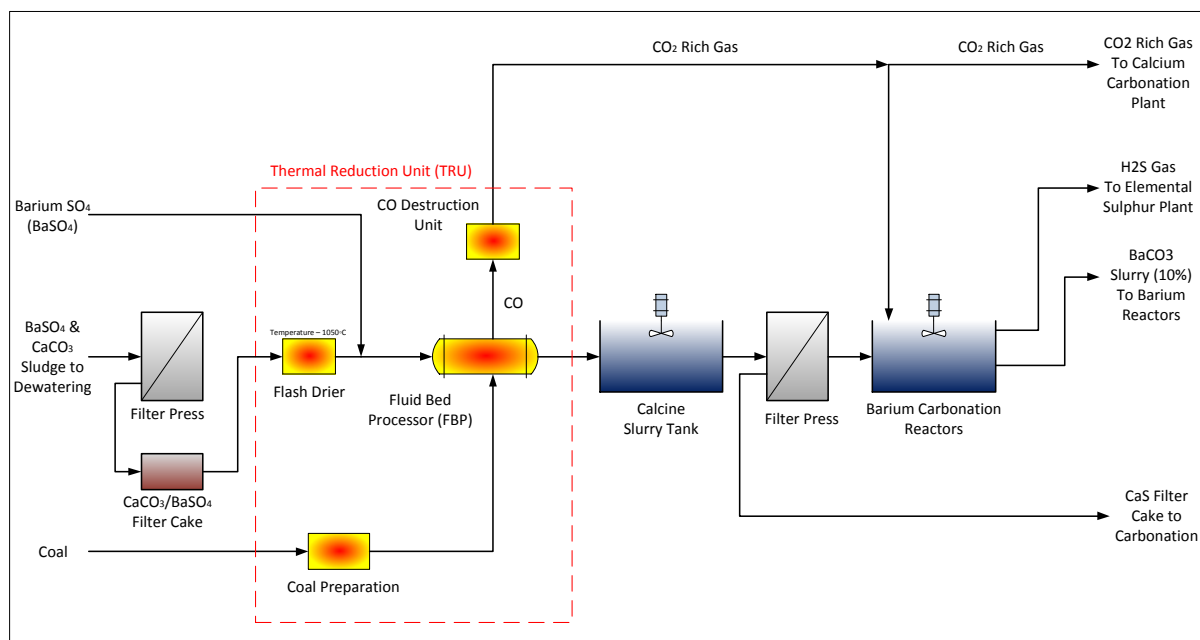 CO₂ Rich Gas
CO₂ Rich Gas
CO2 Rich Gas
To Calcium
Carbonation
Plant
Thermal Reduction Unit (TRU)
H2S Gas
To Elemental
Sulphur Plant
Barium SO₄
(BaSO₄)
CO Destruction
Unit
BaCO3
Slurry (10%)
To Barium
Reactors
CO
BaSO₄ &
CaCO₃
Sludge to
Dewatering
Temperature – 1050◦C
Filter Press
Flash Drier
Fluid Bed
Processor (FBP)
Calcine
Slurry Tank
Filter Press
Barium Carbonation
Reactors
CaCO₃/BaSO₄
Filter Cake
CaS Filter
Cake to
Carbonation
Coal
Coal Preparation